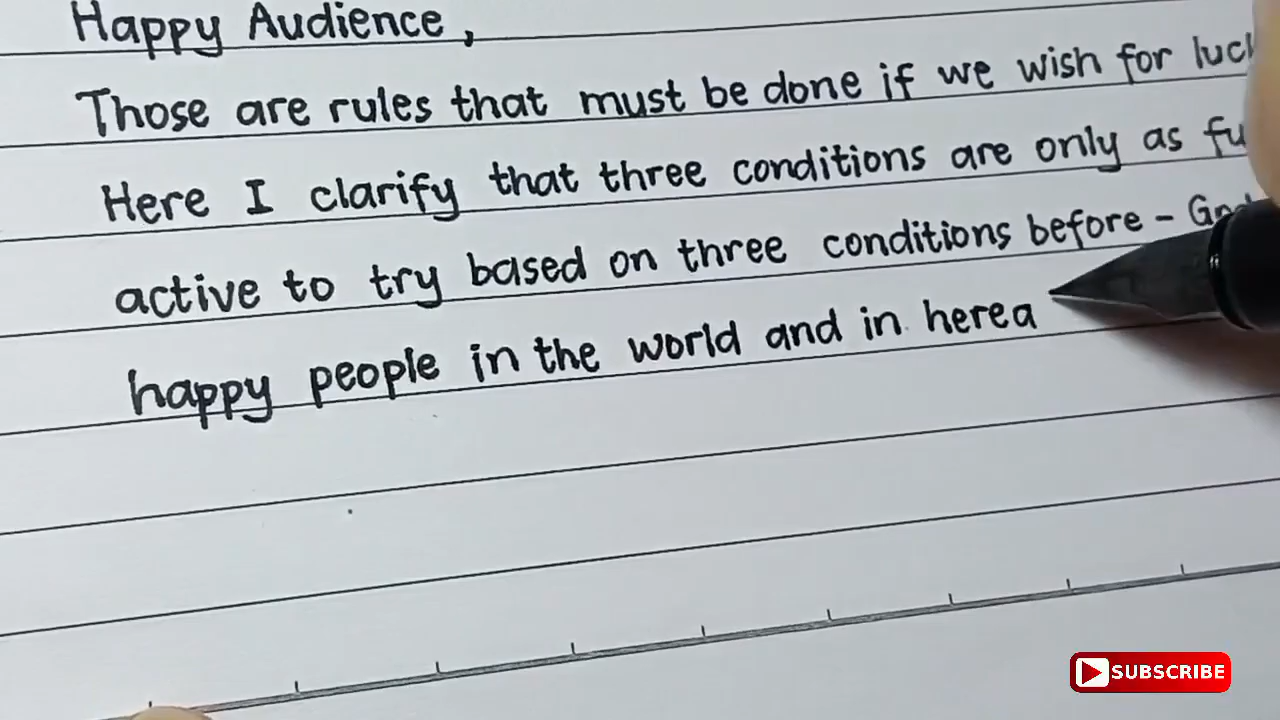 Happy Audience,
Those are rules that must be done if we wish for
Here I clarify that three conditions are only as
active to try based on three conditions before -
happy people in the world and in herea
SUBSCRIBE